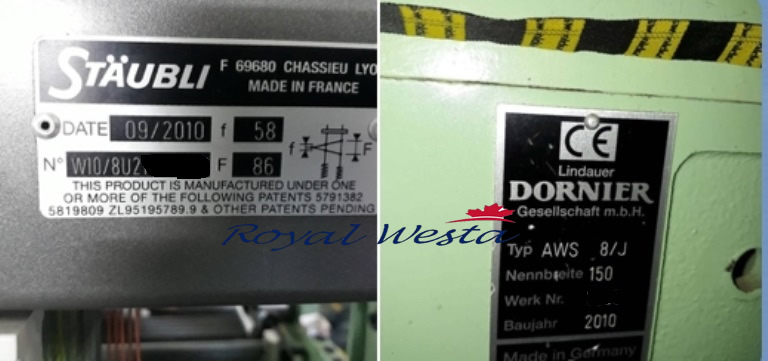 STÄUBLI
F 69680 CHASSIEU LYO
MADE IN FRANCE
DATE 09/2010 f 58
N° W10/8U2 F 86
f F
THIS PRODUCT IS MANUFACTURED UNDER ONE
OR MORE OF THE FOLLOWING PATENTS 5791382
5819809 ZL95195789.9 & OTHER PATENTS PENDING
Royal Westa
CE
Lindauer
DORNIER
Gesellschaft m.b.H.
Typ AWS 8/J
Nennbreite 150
Werk Nr.
Baujahr 2010
Made in Germany